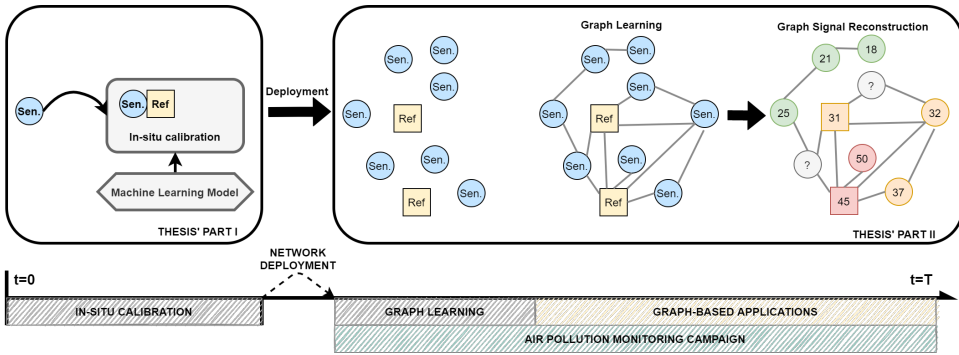 Sen.
Sen.
Ref
In-situ calibration
Machine Learning Model
THESIS' PART I
Deployment
Sen.
Sen.
Sen.
Sen.
Ref
Sen.
Sen.
Sen.
Ref
Graph Learning
Sen.
Sen.
Sen.
Ref
Sen.
Sen.
Sen.
Sen.
Ref
Graph Signal Reconstruction
21
18
?
25
31
32
?
50
45
37
THESIS' PART II
t=0
NETWORK
DEPLOYMENT
t=T
IN-SITU CALIBRATION
GRAPH LEARNING
GRAPH-BASED APPLICATIONS
AIR POLLUTION MONITORING CAMPAIGN